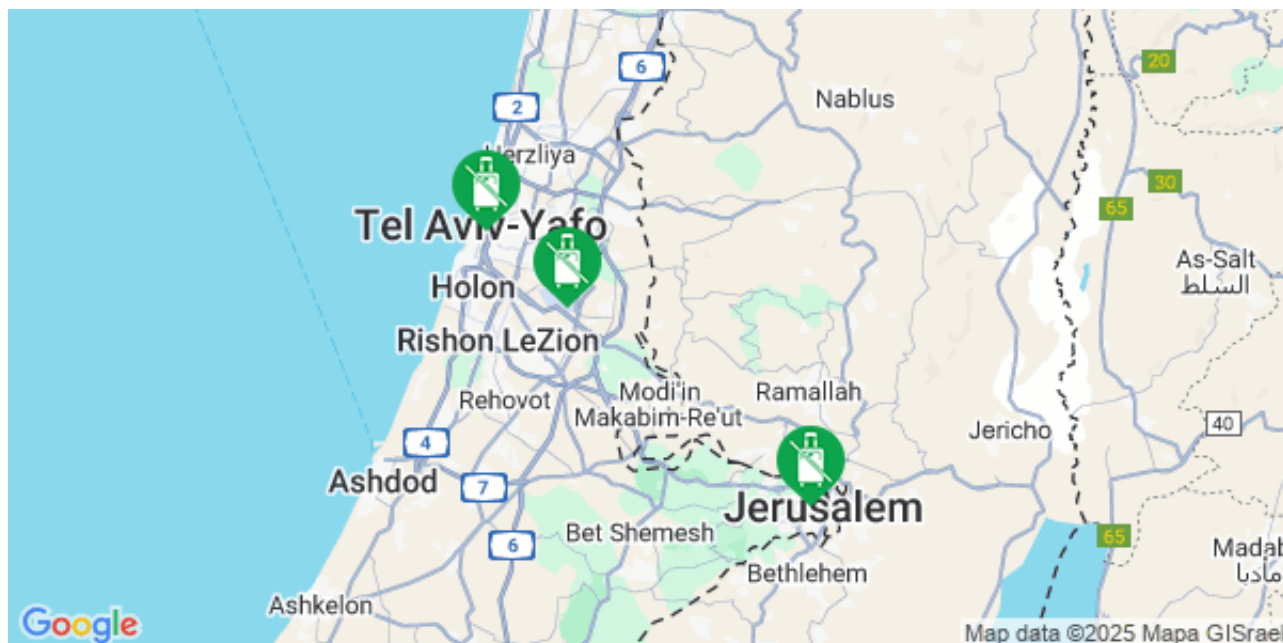 20
6
Nablus
2
Herzliya
30
65
Tel Aviv-Yafo
As-Salt
السلط
Holon
Rishon LeZion
Modi'in
Makabim-Re'ut
Ramallah
Rehovot
40
Jericho
4
Ashdod
7
Jerusalem
Bet Shemesh
6
65
Madab
مادبا
Bethlehem
Ashkelon
Google
Map data ©2025 Mapa GISrael